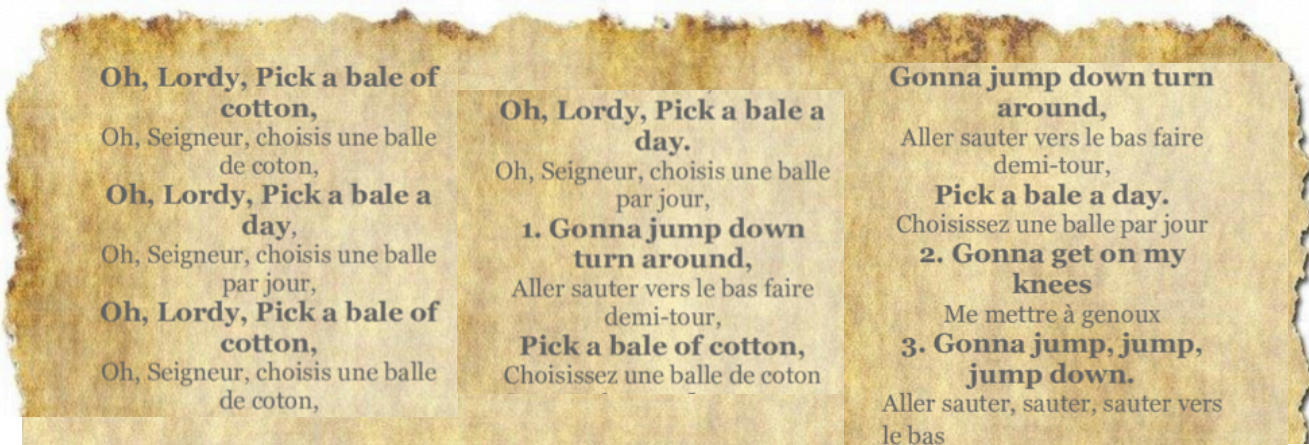 Oh, Lordy, Pick a bale of
cotton,
Oh, Seigneur, choisis une balle
de coton,
Oh, Lordy, Pick a bale a
day,
Oh, Seigneur, choisis une balle
par jour,
Oh, Lordy, Pick a bale of
cotton,
Oh, Seigneur, choisis une balle
de coton,
Oh, Lordy, Pick a bale a
day.
Oh, Seigneur, choisis une balle
par jour,
1. Gonna jump down
turn around,
Aller sauter vers le bas faire
demi-tour,
Pick a bale of cotton,
Choisissez une balle de coton
Gonna jump down turn
around,
Aller sauter vers le bas faire
demi-tour,
Pick a bale a day.
Choisissez une balle par jour
2. Gonna get on my
knees
Me mettre à genoux
3. Gonna jump, jump,
jump down.
Aller sauter, sauter, sauter vers
le bas